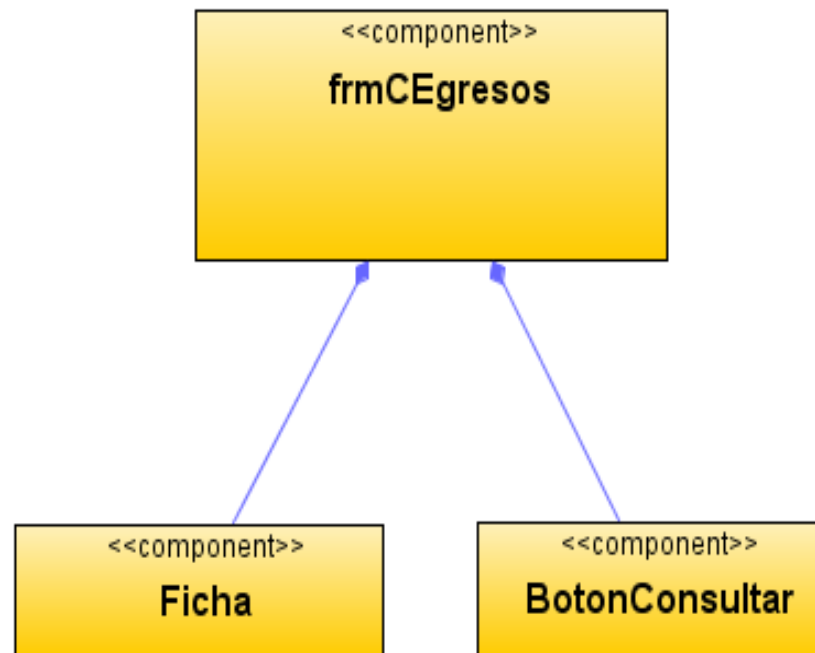 <<component>>
frmCEgresos
<<component>>
Ficha
<<component>>
BotonConsultar